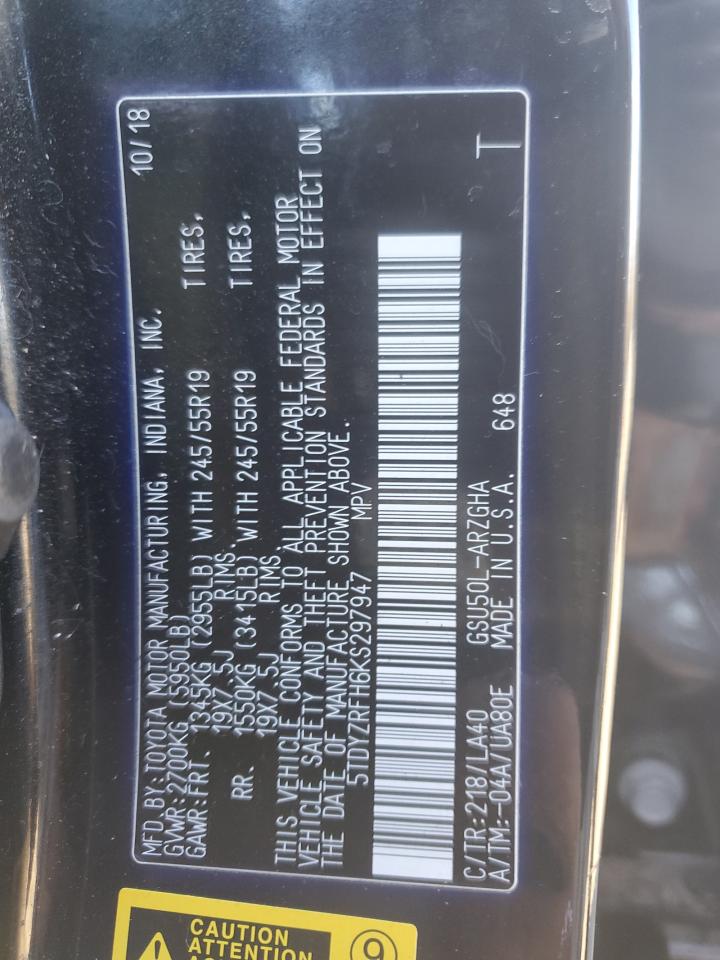 MFD.BY:TOYOTA MOTOR MANUFACTURING, INDIANA, INC. 10/18
GVWR:2700KG (5950LB)
GAWR:FRT. 1345KG (2955LB) WITH 245/55R19 TIRES,
19X7.5J RIMS.
RR. 1550KG (3415LB) WITH 245/55R19 TIRES,
19X7.5J RIMS.
THIS VEHICLE CONFORMS TO ALL APPLICABLE FEDERAL MOTOR
VEHICLE SAFETY AND THEFT PREVENTION STANDARDS IN EFFECT ON
THE DATE OF MANUFACTURE SHOWN ABOVE.
5TDYZRFH6KS297947 MPV
C/TR:218/LA40 GSU50L-ARZGHA T
A/TM:-04A/UA80E MADE IN U.S.A. 648
CAUTION
ATTENTION
9